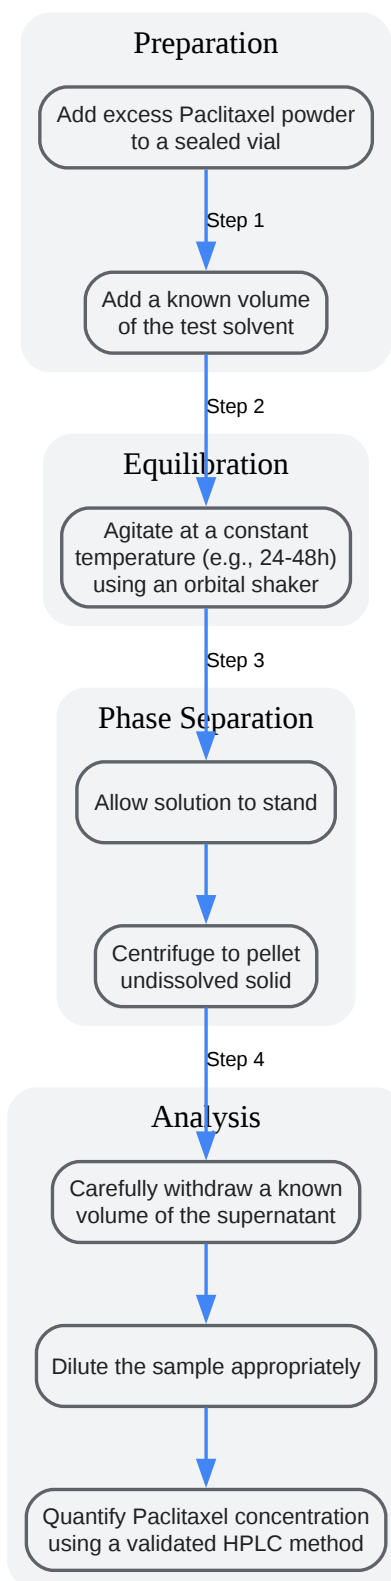 Preparation
Add excess Paclitaxel powder
to a sealed vial
Step 1
Add a known volume
of the test solvent
Step 2
Equilibration
Agitate at a constant
temperature (e.g., 24-48h)
using an orbital shaker
Step 3
Phase Separation
Allow solution to stand
Centrifuge to pellet
undissolved solid
Step 4
Analysis
Carefully withdraw a known
volume of the supernatant
Dilute the sample appropriately
Quantify Paclitaxel concentration
using a validated HPLC method